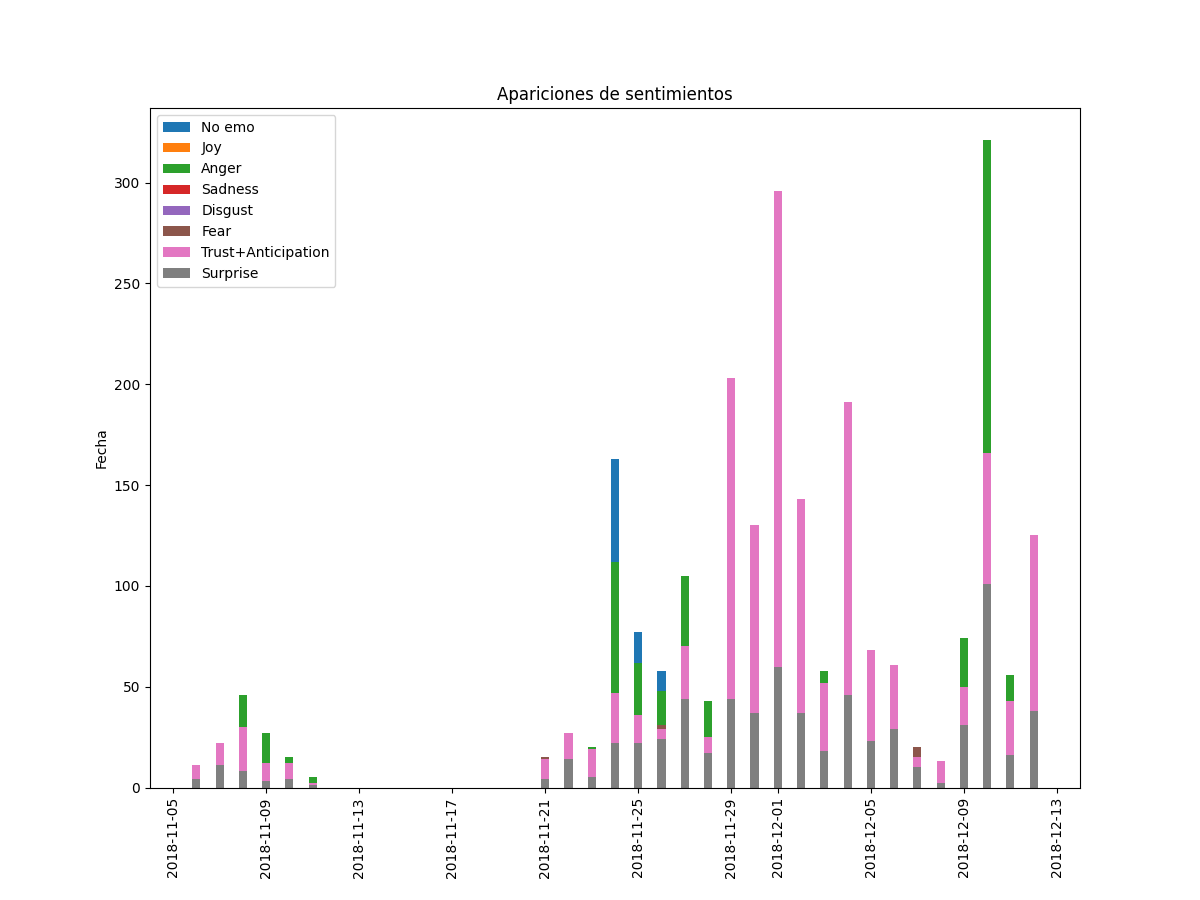 Apariciones de sentimientos
No emo
Joy
Anger
Sadness
Disgust
Fear
Trust+Anticipation
Surprise
Fecha
300
250
200
150
100
50
0
2018-11-05
2018-11-09
2018-11-13
2018-11-17
2018-11-21
2018-11-25
2018-11-29
2018-12-01
2018-12-05
2018-12-09
2018-12-13